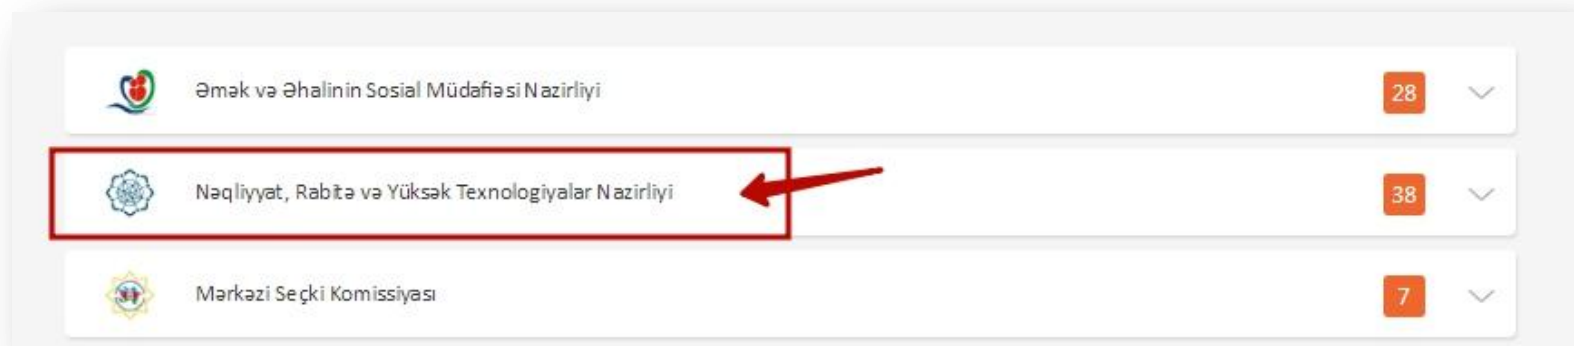 Əmək və Əhalinin Sosial Müdafiəsi Nazirliyi 28
Nəqliyyat, Rabitə və Yüksək Texnologiyalar Nazirliyi 38
Mərkəzi Seçki Komissiyası 7